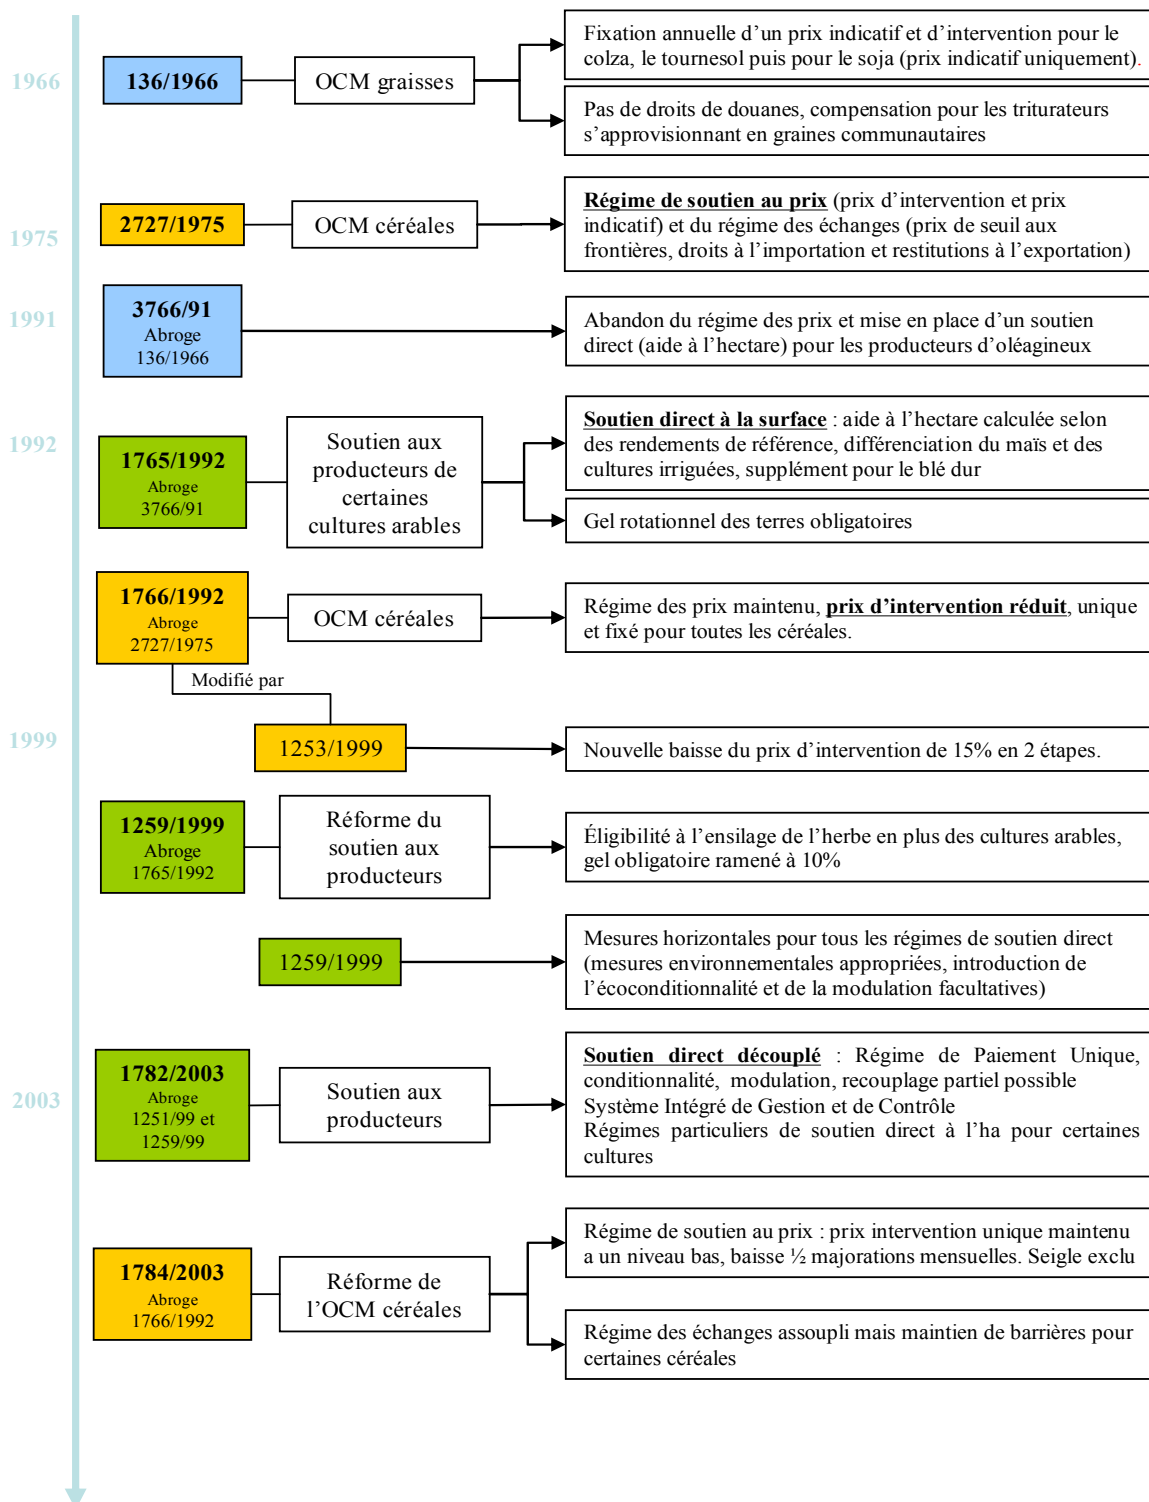 1966
136/1966
OCM graisses
Fixation annuelle d’un prix indicatif et d’intervention pour le
colza, le tournesol puis pour le soja (prix indicatif uniquement).
Pas de droits de douanes, compensation pour les triturateurs
s’approvisionnant en graines communautaires
1975
2727/1975
OCM céréales
Régime de soutien au prix (prix d’intervention et prix
indicatif) et du régime des échanges (prix de seuil aux
frontières, droits à l’importation et restitutions à l’exportation)
1991
3766/91
Abroge
136/1966
Abandon du régime des prix et mise en place d’un soutien
direct (aide à l’hectare) pour les producteurs d’oléagineux
1992
1765/1992
Abroge
3766/91
Soutien aux
producteurs de
certaines
cultures arables
Soutien direct à la surface : aide à l’hectare calculée selon
des rendements de référence, différenciation du maïs et des
cultures irriguées, supplément pour le blé dur
Gel rotationnel des terres obligatoires
1766/1992
Abroge
2727/1975
OCM céréales
Régime des prix maintenu, prix d’intervention réduit, unique
et fixé pour toutes les céréales.
Modifié par
1999
1253/1999
Nouvelle baisse du prix d’intervention de 15% en 2 étapes.
1259/1999
Abroge
1765/1992
Réforme du
soutien aux
producteurs
Éligibilité à l’ensilage de l’herbe en plus des cultures arables,
gel obligatoire ramené à 10%
1259/1999
Mesures horizontales pour tous les régimes de soutien direct
(mesures environnementales appropriées, introduction de
l’écoconditionnalité et de la modulation facultatives)
2003
1782/2003
Abroge
1251/99 et
1259/99
Soutien aux
producteurs
Soutien direct découplé : Régime de Paiement Unique,
conditionnalité, modulation, recouplage partiel possible
Système Intégré de Gestion et de Contrôle
Régimes particuliers de soutien direct à l’ha pour certaines
cultures
1784/2003
Abroge
1766/1992
Réforme de
l’OCM céréales
Régime de soutien au prix : prix intervention unique maintenu
a un niveau bas, baisse ½ majorations mensuelles. Seigle exclu
Régime des échanges assoupli mais maintien de barrières pour
certaines céréales